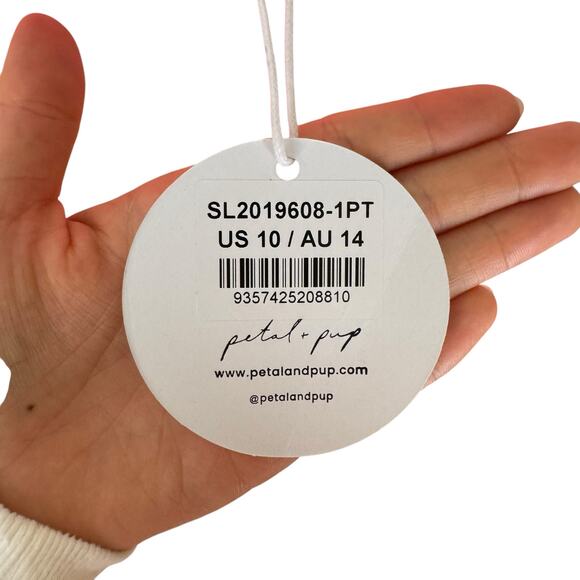 SL2019608-1PT
US 10 / AU 14
9357425208810
petal + pup
www.petalandpup.com
@petalandpup